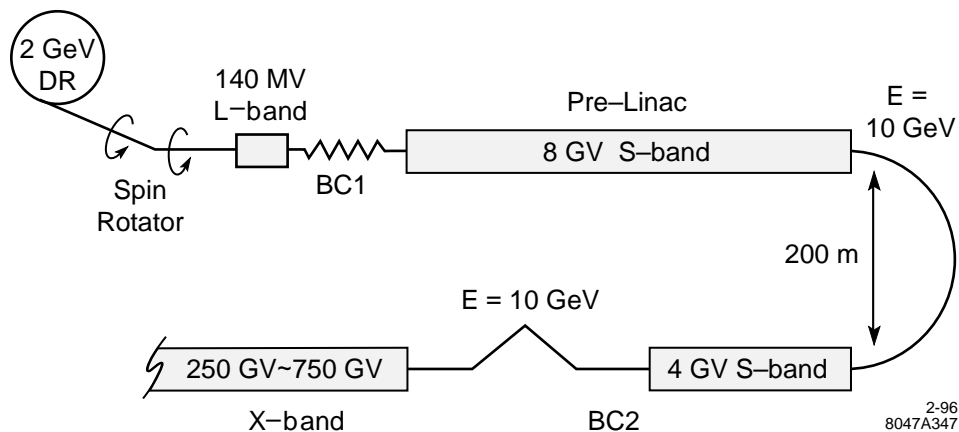 2 GeV
DR
140 MV
L–band
Pre–Linac
E =
10 GeV
8 GV S–band
BC1
Spin
Rotator
200 m
E = 10 GeV
250 GV~750 GV
4 GV S–band
X–band
BC2
2-96
8047A347